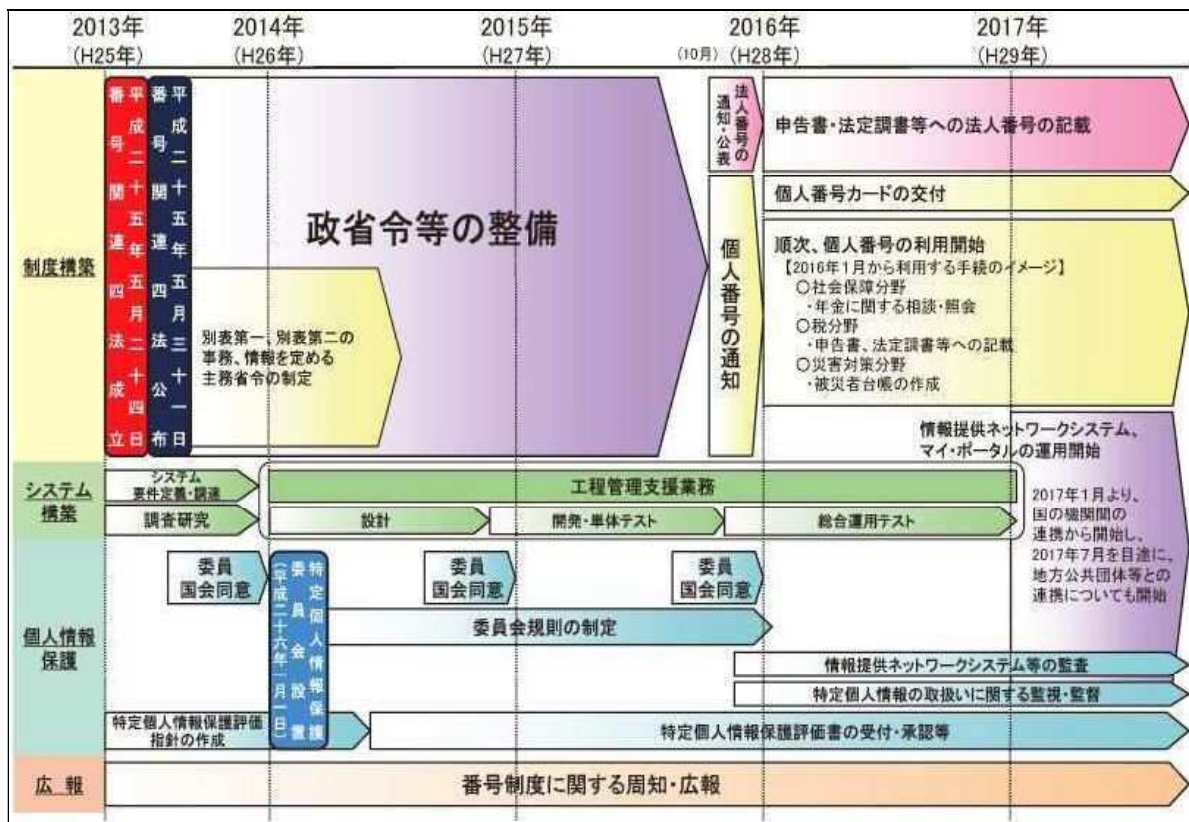 2013年
(H25年)
2014年
(H26年)
2015年
(H27年)
(10月)
2016年
(H28年)
2017年
(H29年)
制度構築
平成二十五年五月二十四日
番号関連四法成立
平成二十五年五月三十一日
番号関連四法公布
政省令等の整備
別表第一、別表第二の
事務、情報を定める
主務省令の制定
法人番号の
通知・公表
申告書・法定調書等への法人番号の記載
個人番号の通知
個人番号カードの交付
順次、個人番号の利用開始
【2016年1月から利用する手続のイメージ】
○社会保障分野
・年金に関する相談・照会
○税分野
・申告書、法定調書等への記載
○災害対策分野
・被災者台帳の作成
情報提供ネットワークシステム、
マイ・ポータルの運用開始
2017年1月より、
国の機関間の
連携から開始し、
2017年7月を目途に、
地方公共団体等との
連携についても開始
システム
構築
システム
要件定義・調達
調査研究
工程管理支援業務
設計
開発・単体テスト
総合運用テスト
個人情報
保護
委員
国会同意
特定個人情報保護
委員会設置
(平成二十六年一月一日)
委員
国会同意
委員
国会同意
委員会規則の制定
情報提供ネットワークシステム等の監査
特定個人情報の取扱いに関する監視・監督
特定個人情報保護評価
指針の作成
特定個人情報保護評価書の受付・承認等
広 報
番号制度に関する周知・広報